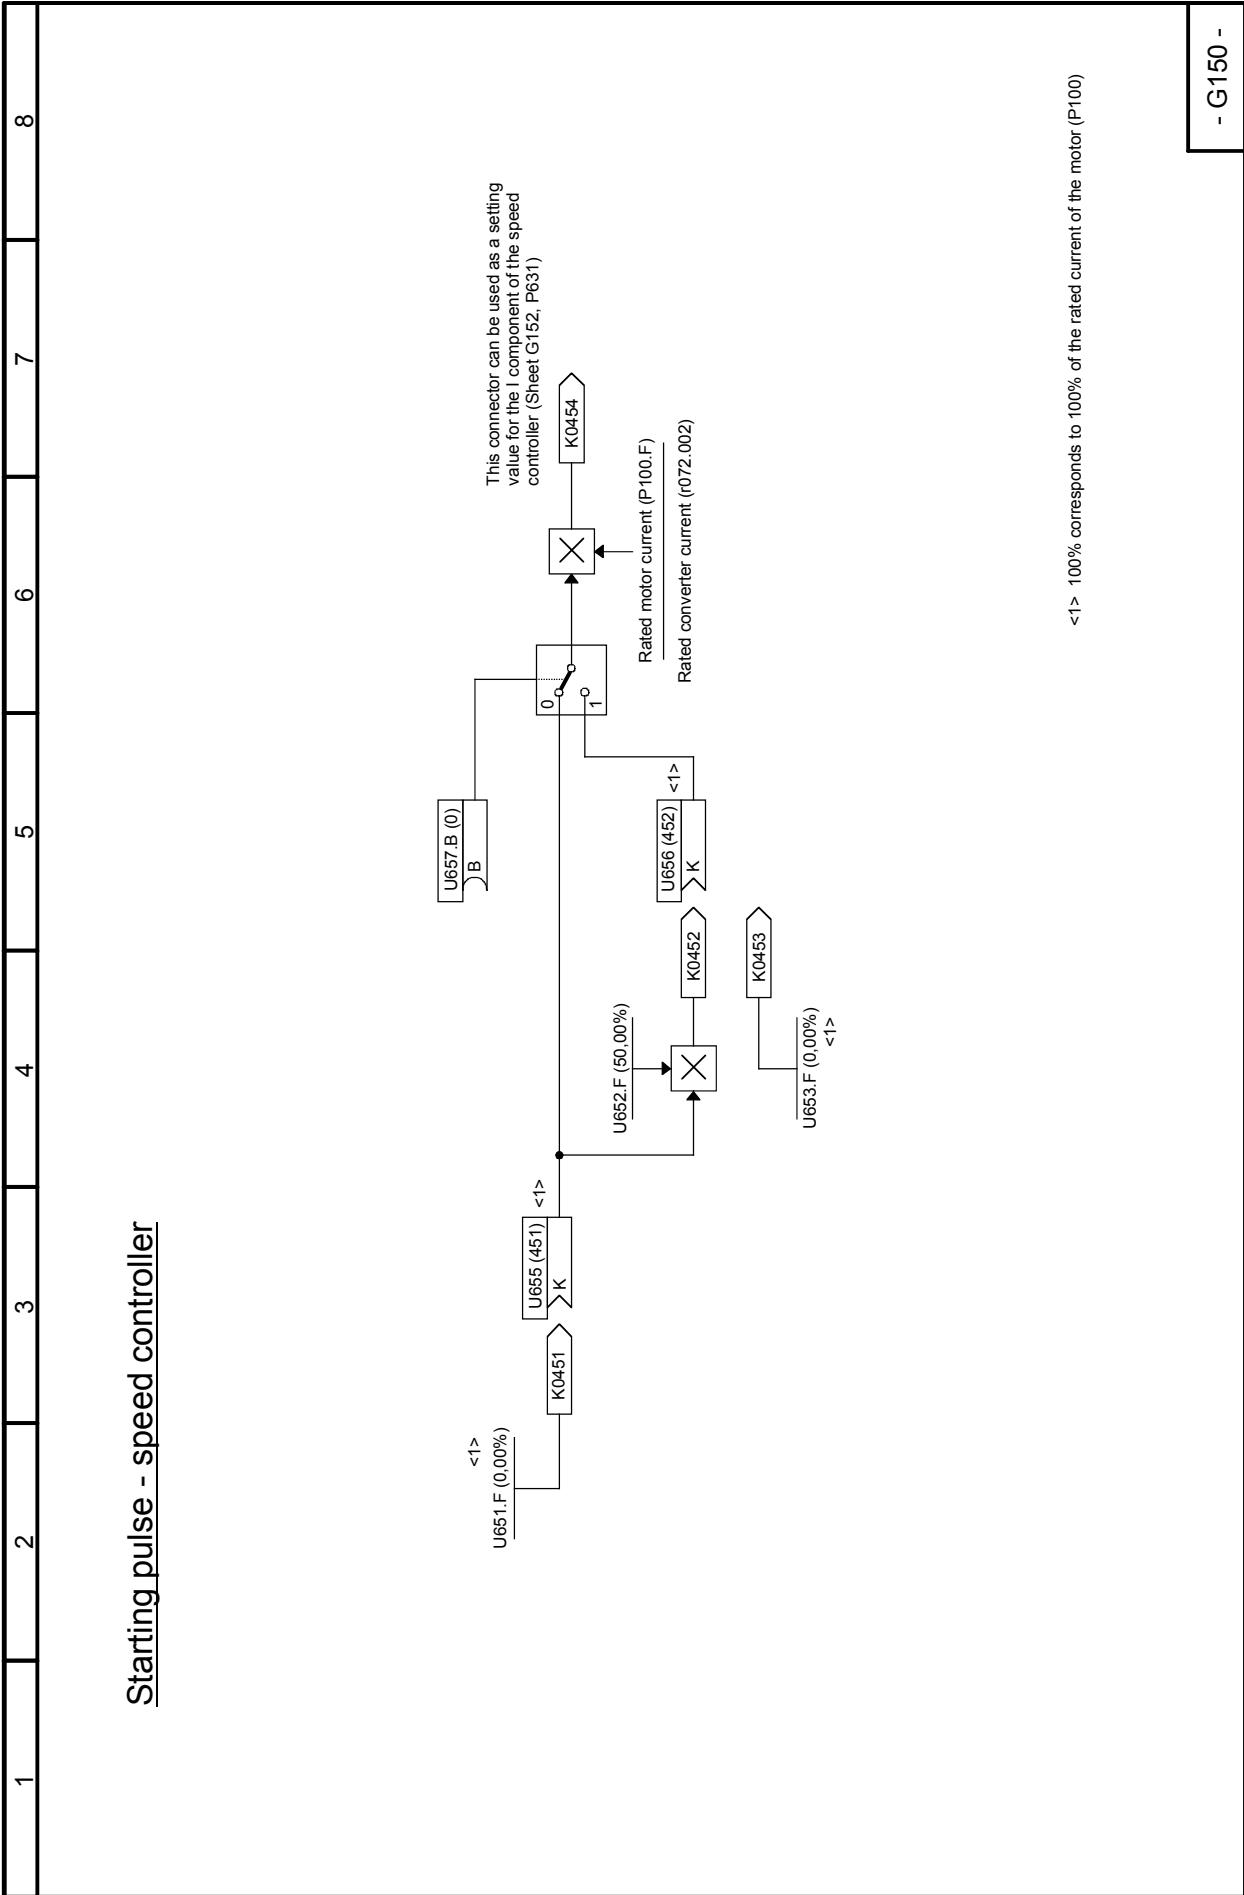 1 2 3 4 5 6 7 8
Starting pulse - speed controller
<1>
U651.F (0,00%)
K0451
U655 (451)
<1>
K
U652.F (50,00%)
K0452
U653.F (0,00%)
<1>
K0453
U657.B (0)
B
U656 (452)
<1>
K
0
1
Rated motor current (P100.F)
Rated converter current (r072.002)
K0454
This connector can be used as a setting
value for the I component of the speed
controller (Sheet G152, P631)
<1> 100% corresponds to 100% of the rated current of the motor (P100)
- G150 -